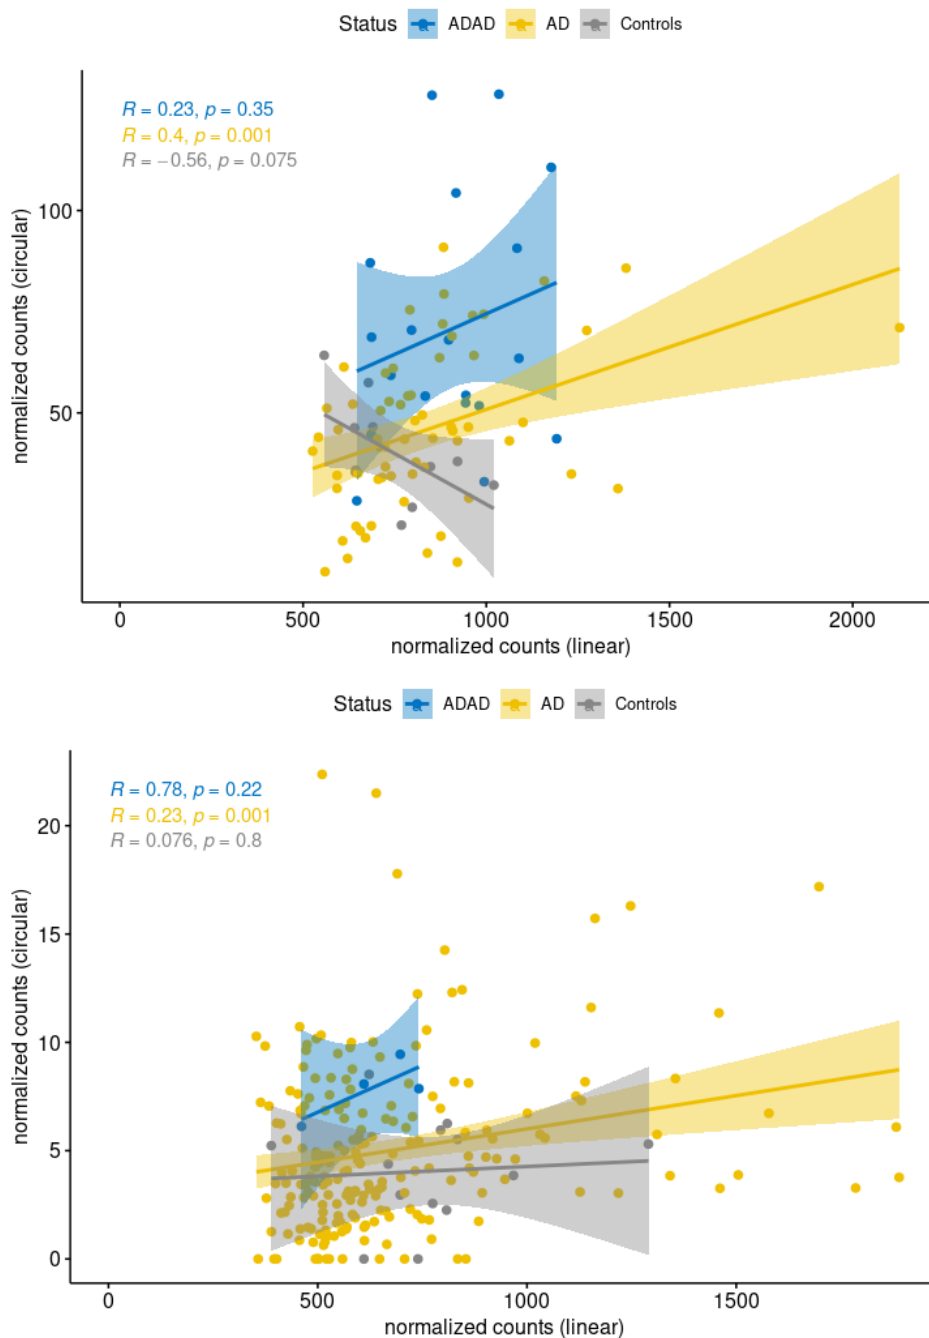 Status ADAD AD Controls
R = 0.23, p = 0.35
R = 0.4, p = 0.001
R = −0.56, p = 0.075
100
50
normalized counts (circular)
0 500 1000 1500 2000
normalized counts (linear)
Status ADAD AD Controls
R = 0.78, p = 0.22
R = 0.23, p = 0.001
R = 0.076, p = 0.8
20
15
10
5
0
normalized counts (circular)
0 500 1000 1500
normalized counts (linear)